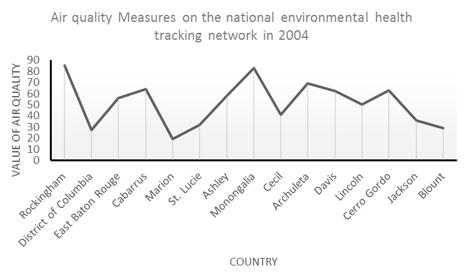 Air quality Measures on the national environmental health
tracking network in 2004
VALUE OF AIR QUALITY
90
80
70
60
50
40
30
20
10
0
Rockingham
District of Columbia
East Baton Rouge
Cabarrus
Marion
St. Lucie
Ashley
Monongalia
Cecil
Archuleta
Davis
Lincoln
Cerro Gordo
Jackson
Blount
COUNTRY